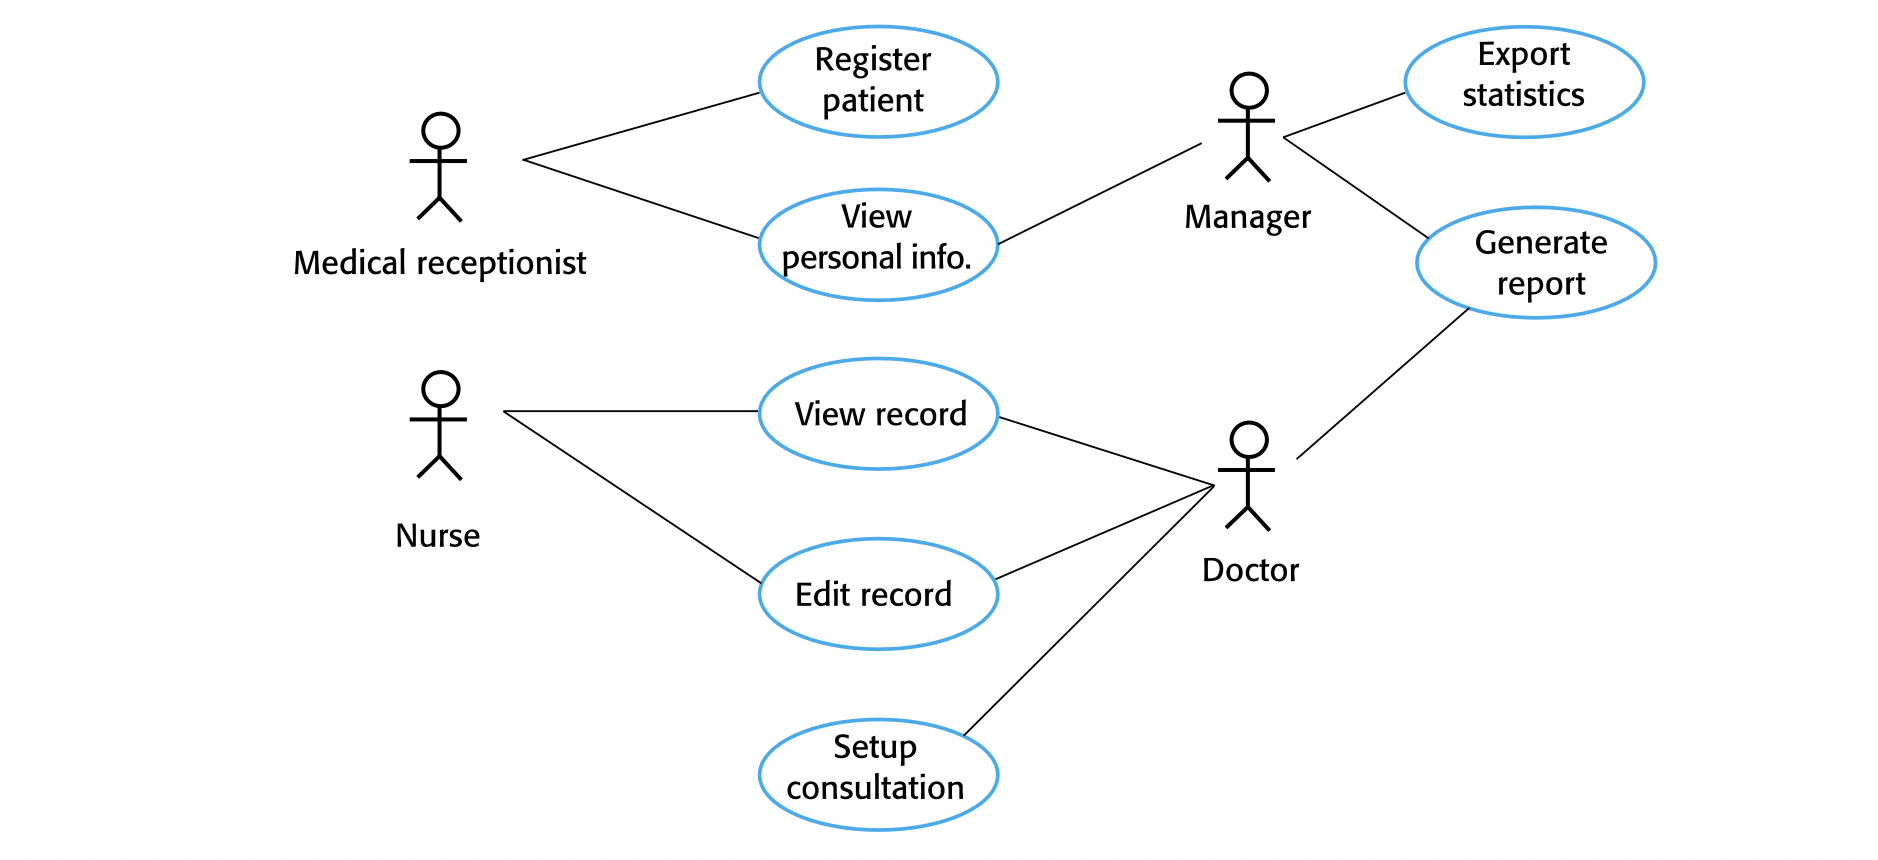 Register
patient
Export
statistics
Medical receptionist
View
personal info.
Manager
Generate
report
Nurse
View record
Edit record
Doctor
Setup
consultation